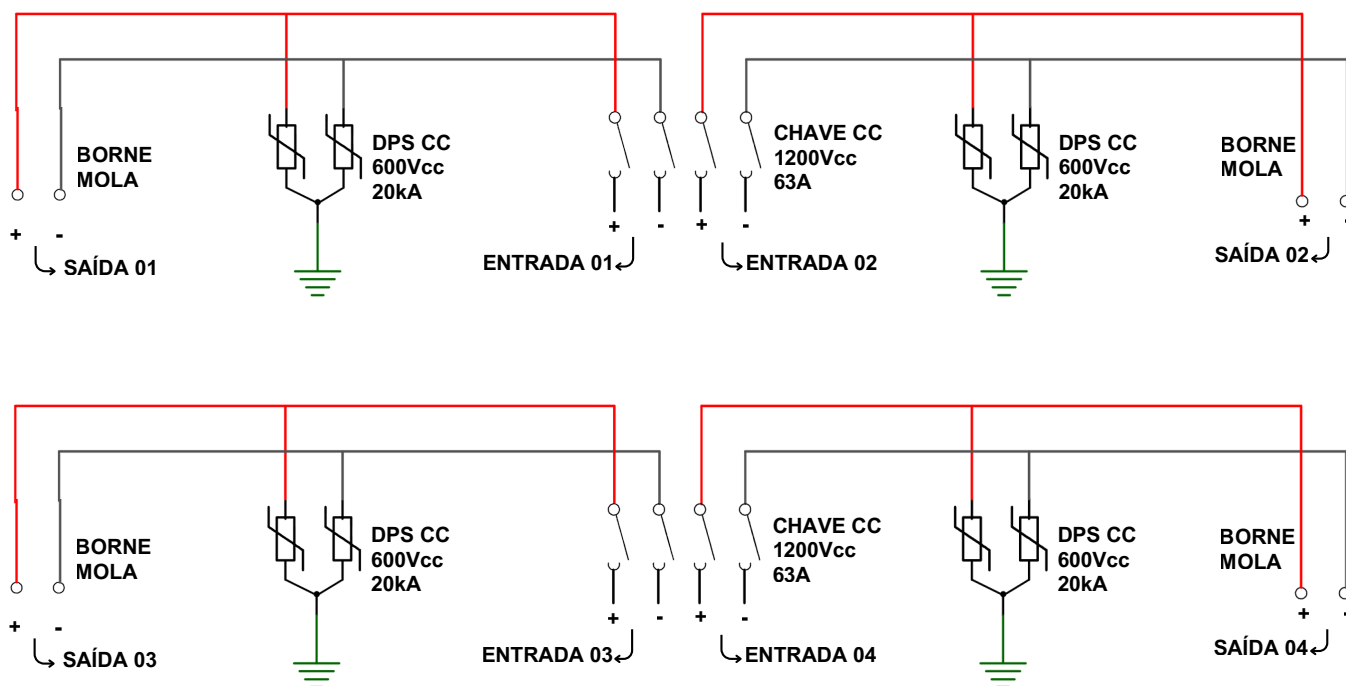 BORNE
MOLA
DPS CC
600Vcc
20kA
CHAVE CC
1200Vcc
63A
DPS CC
600Vcc
20kA
BORNE
MOLA
+ -
+ - + -
+ -
SAÍDA 01
ENTRADA 01
ENTRADA 02
SAÍDA 02
BORNE
MOLA
DPS CC
600Vcc
20kA
CHAVE CC
1200Vcc
63A
DPS CC
600Vcc
20kA
BORNE
MOLA
+ -
+ - + -
+ -
SAÍDA 03
ENTRADA 03
ENTRADA 04
SAÍDA 04